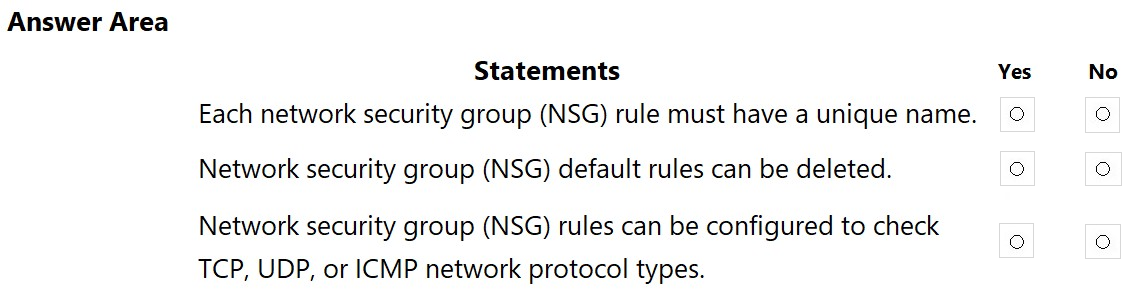 Answer Area
Statements Yes No
Each network security group (NSG) rule must have a unique name.
Network security group (NSG) default rules can be deleted.
Network security group (NSG) rules can be configured to check
TCP, UDP, or ICMP network protocol types.